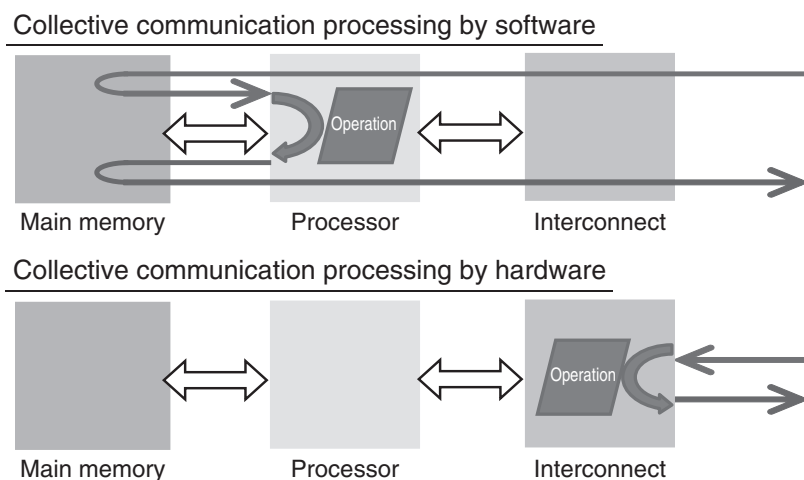 Collective communication processing by software
Operation
Main memory Processor Interconnect
Collective communication processing by hardware
Operation
Main memory Processor Interconnect